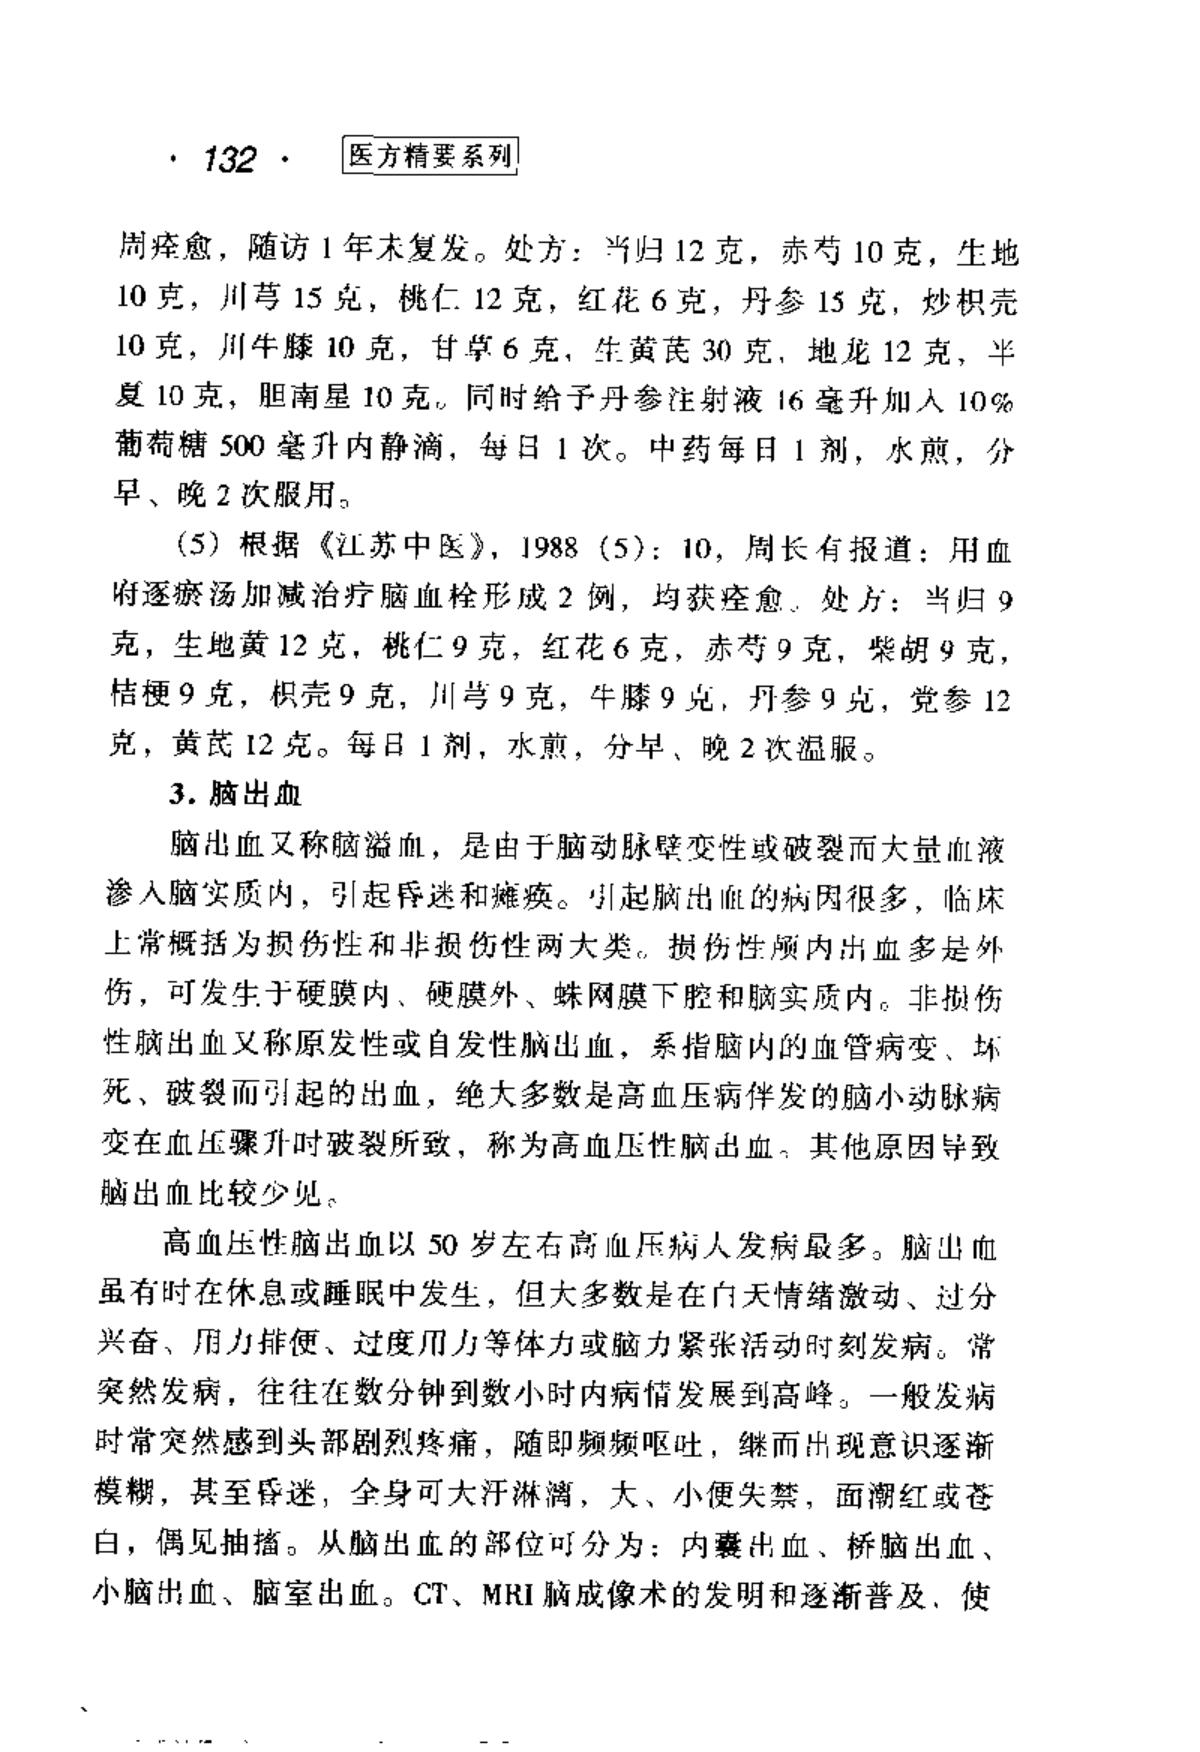 · 132 · 医方精要系列
周痊愈，随访 1 年未复发。处方：当归 12 克，赤芍 10 克，生地
10 克，川芎 15 克，桃仁 12 克，红花 6 克，丹参 15 克，炒枳壳
10 克，川牛膝 10 克，甘草 6 克，生黄芪 30 克，地龙 12 克，半
夏 10 克，胆南星 10 克。同时给予丹参注射液 16 毫升加入 10%
葡萄糖 500 毫升内静滴，每日 1 次。中药每日 1 剂，水煎，分
早、晚 2 次服用。
（5）根据《江苏中医》，1988（5）：10，周长有报道：用血
府逐瘀汤加减治疗脑血栓形成 2 例，均获痊愈。处方：当归 9
克，生地黄 12 克，桃仁 9 克，红花 6 克，赤芍 9 克，柴胡 9 克，
桔梗 9 克，枳壳 9 克，川芎 9 克，牛膝 9 克，丹参 9 克，党参 12
克，黄芪 12 克。每日 1 剂，水煎，分早、晚 2 次温服。
3. 脑出血
脑出血又称脑溢血，是由于脑动脉壁变性或破裂而大量血液
渗入脑实质内，引起昏迷和瘫痪。引起脑出血的病因很多，临床
上常概括为损伤性和非损伤性两大类。损伤性颅内出血多是外
伤，可发生于硬膜内、硬膜外、蛛网膜下腔和脑实质内。非损伤
性脑出血又称原发性或自发性脑出血，系指脑内的血管病变、坏
死、破裂而引起的出血，绝大多数是高血压病伴发的脑小动脉病
变在血压骤升时破裂所致，称为高血压性脑出血。其他原因导致
脑出血比较少见。
高血压性脑出血以 50 岁左右高血压病人发病最多。脑出血
虽有时在休息或睡眠中发生，但大多数是在白天情绪激动、过分
兴奋、用力排便、过度用力等体力或脑力紧张活动时刻发病。常
突然发病，往往在数分钟到数小时内病情发展到高峰。一般发病
时常突然感到头部剧烈疼痛，随即频频呕吐，继而出现意识逐渐
模糊，甚至昏迷，全身可大汗淋漓，大、小便失禁，面潮红或苍
白，偶见抽搐。从脑出血的部位可分为：内囊出血、桥脑出血、
小脑出血、脑室出血。CT、MRI 脑成像术的发明和逐渐普及，使